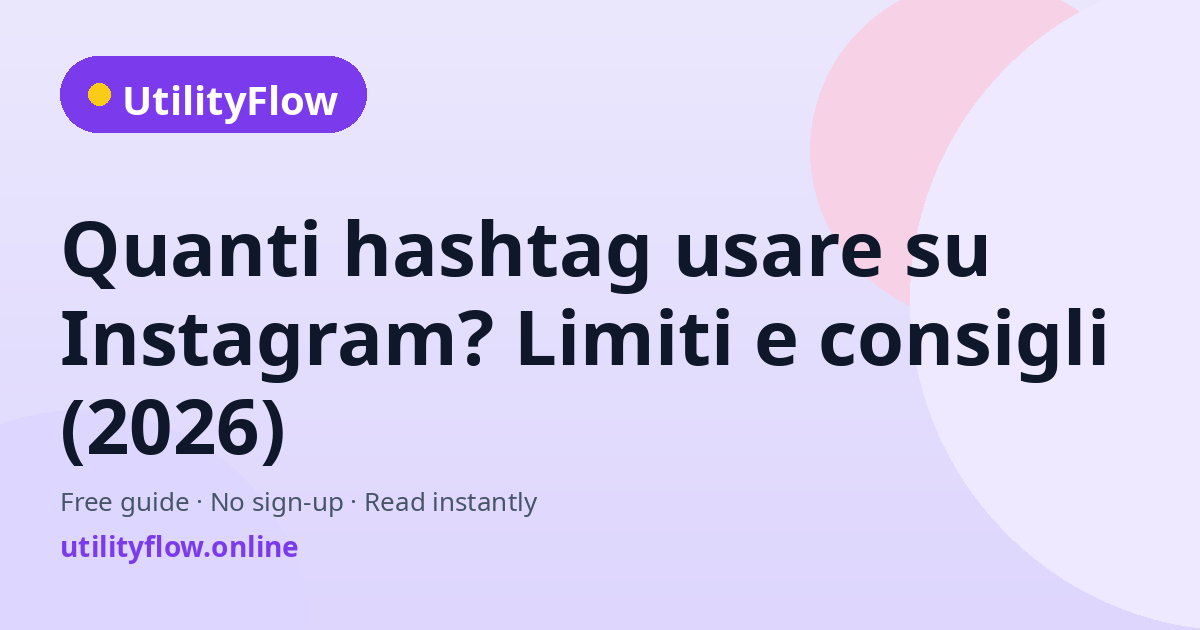 UtilityFlow
Quanti hashtag usare su
Instagram? Limiti e consigli
(2026)
Free guide · No sign-up · Read instantly
utilityflow.online